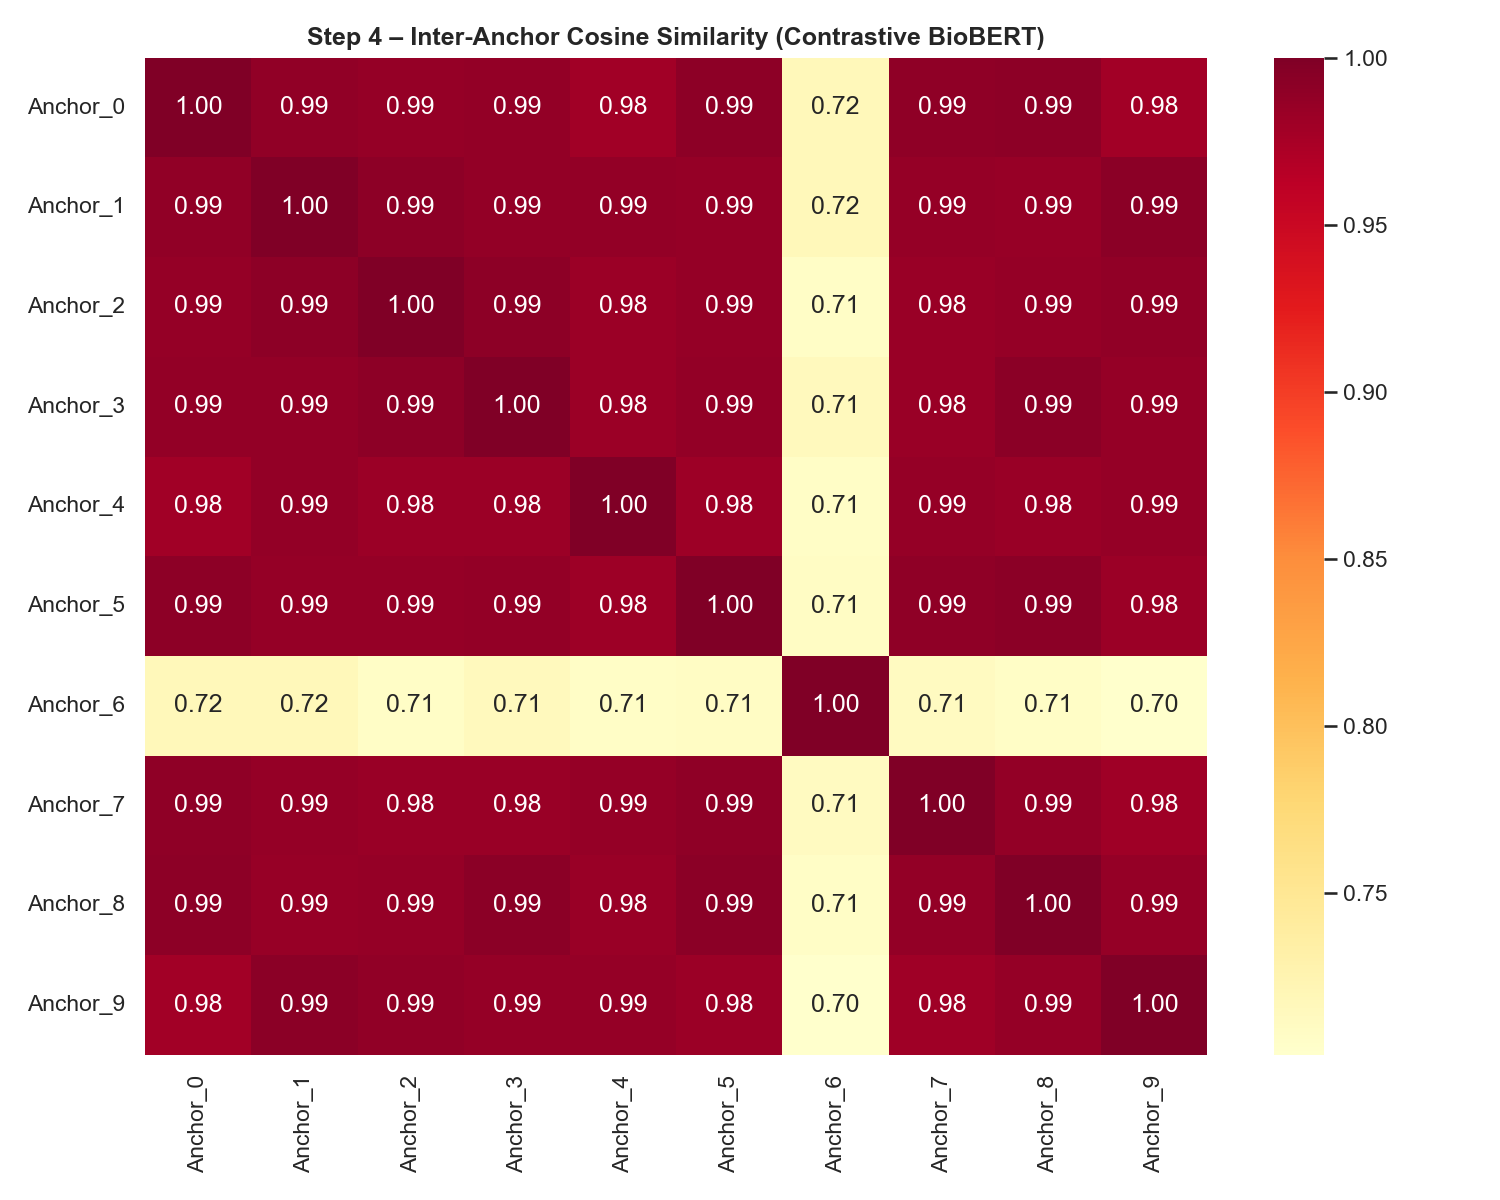 Step 4 – Inter-Anchor Cosine Similarity (Contrastive BioBERT)
Anchor_0 1.00 0.99 0.99 0.99 0.98 0.99 0.72 0.99 0.99 0.98
Anchor_1 0.99 1.00 0.99 0.99 0.99 0.99 0.72 0.99 0.99 0.99
Anchor_2 0.99 0.99 1.00 0.99 0.98 0.99 0.71 0.98 0.99 0.99
Anchor_3 0.99 0.99 0.99 1.00 0.98 0.99 0.71 0.98 0.99 0.99
Anchor_4 0.98 0.99 0.98 0.98 1.00 0.98 0.71 0.99 0.98 0.99
Anchor_5 0.99 0.99 0.99 0.99 0.98 1.00 0.71 0.99 0.99 0.98
Anchor_6 0.72 0.72 0.71 0.71 0.71 0.71 1.00 0.71 0.71 0.70
Anchor_7 0.99 0.99 0.98 0.98 0.99 0.99 0.71 1.00 0.99 0.98
Anchor_8 0.99 0.99 0.99 0.99 0.98 0.99 0.71 0.99 1.00 0.99
Anchor_9 0.98 0.99 0.99 0.99 0.99 0.98 0.70 0.98 0.99 1.00
Anchor_0 Anchor_1 Anchor_2 Anchor_3 Anchor_4 Anchor_5 Anchor_6 Anchor_7 Anchor_8 Anchor_9
1.00
0.95
0.90
0.85
0.80
0.75